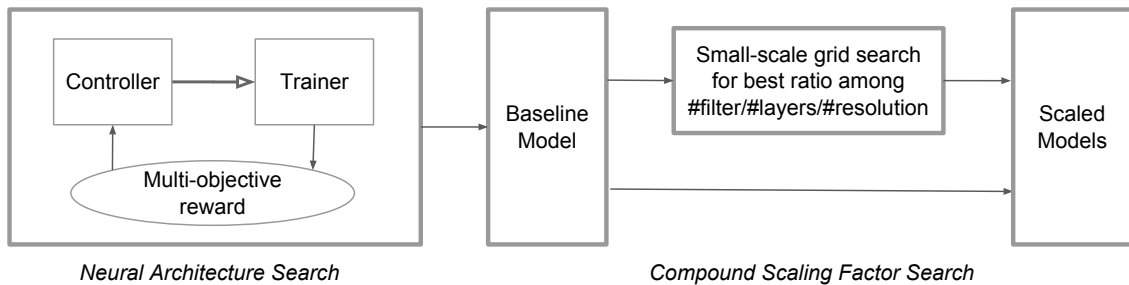 Controller
Trainer
Multi-objective
reward
Neural Architecture Search
Baseline
Model
Small-scale grid search
for best ratio among
#filter/#layers/#resolution
Scaled
Models
Compound Scaling Factor Search